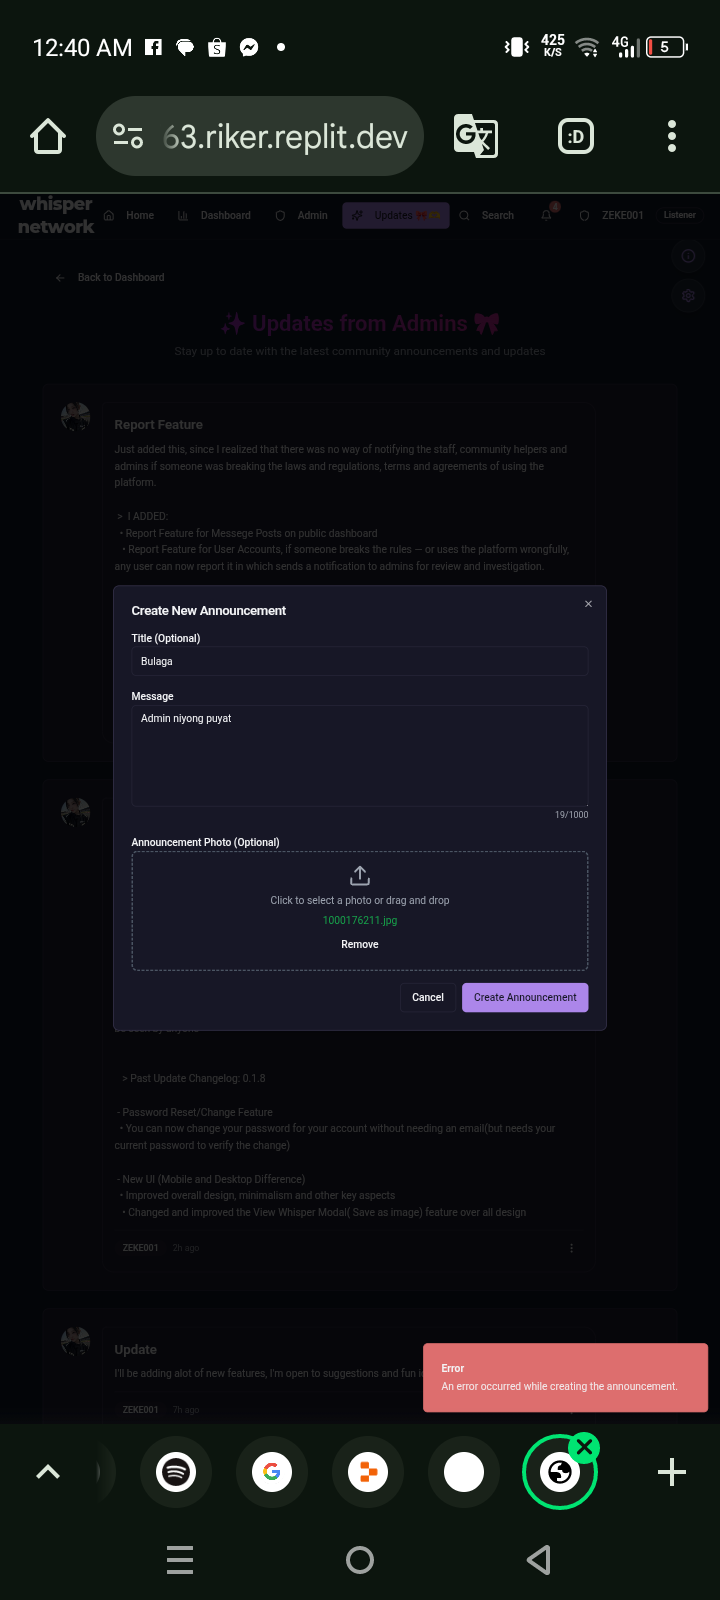 12:40 AM
425
K/S
4G
5
63.riker.replit.dev
:D
whisper
network
Home
Dashboard
Admin
Updates
Search
4
ZEKE001
Listener
Back to Dashboard
✨ Updates from Admins 🎀
Stay up to date with the latest community announcements and updates
Report Feature
Just added this, since I realized that there was no way of notifying the staff, community helpers and
admins if someone was breaking the laws and regulations, terms and agreements of using the
platform.
> I ADDED:
• Report Feature for Messege Posts on public dashboard
• Report Feature for User Accounts, if someone breaks the rules — or uses the platform wrongfully,
any user can now report it in which sends a notification to admins for review and investigation.
Create New Announcement
Title (Optional)
Bulaga
Message
Admin niyong puyat
19/1000
Announcement Photo (Optional)
Click to select a photo or drag and drop
1000176211.jpg
Remove
Cancel
Create Announcement
> Past Update Changelog: 0.1.8
- Password Reset/Change Feature
• You can now change your password for your account without needing an email(but needs your
current password to verify the change)
- New UI (Mobile and Desktop Difference)
• Improved overall design, minimalism and other key aspects
• Changed and improved the View Whisper Modal( Save as image) feature over all design
ZEKE001 2h ago
Update
I'll be adding alot of new features, I'm open to suggestions and fun
ZEKE001 7h ago
Error
An error occurred while creating the announcement.